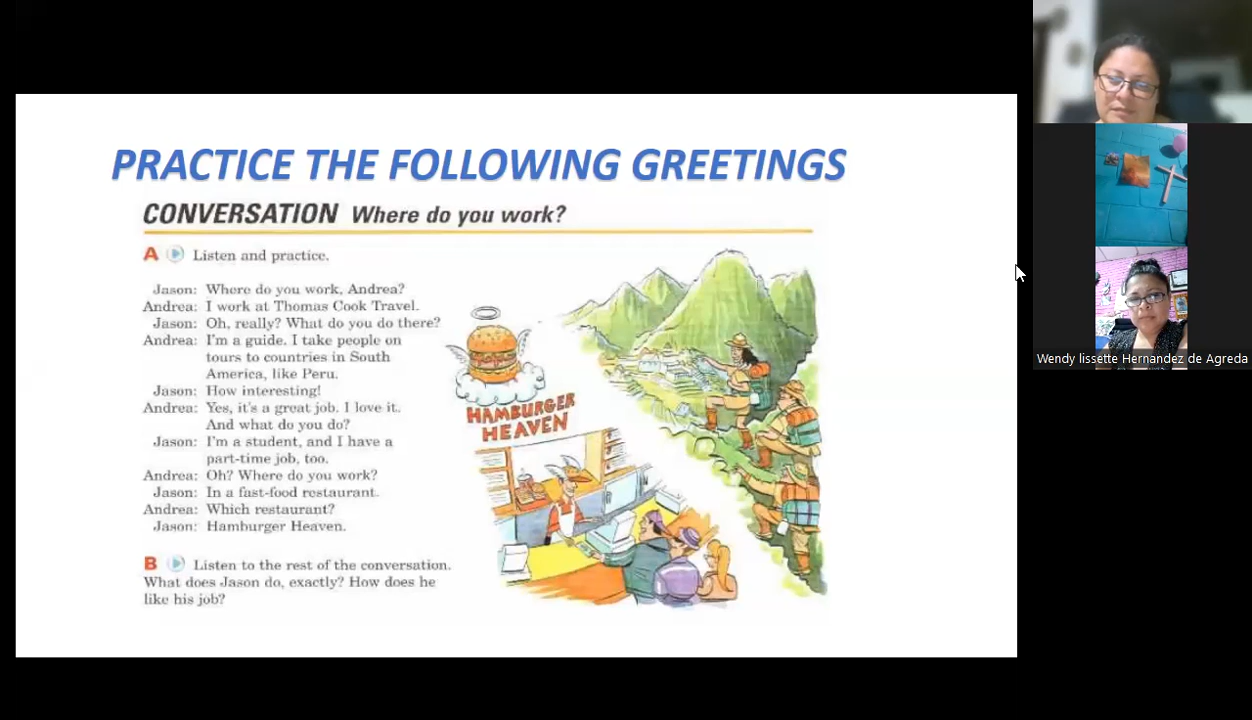 PRACTICE THE FOLLOWING GREETINGS
CONVERSATION Where do you work?
A Listen and practice.
Jason: Where do you work, Andrea?
Andrea: I work at Thomas Cook Travel.
Jason: Oh, really? What do you do there?
Andrea: I'm a guide. I take people on
tours to countries in South
America, like Peru.
Jason: How interesting!
Andrea: Yes, it's a great job. I love it.
And what do you do?
Jason: I'm a student, and I have a
part-time job, too.
Andrea: Oh? Where do you work?
Jason: In a fast-food restaurant.
Andrea: Which restaurant?
Jason: Hamburger Heaven.
B Listen to the rest of the conversation.
What does Jason do, exactly? How does he
like his job?
HAMBURGER
HEAVEN
Wendy lissette Hernandez de Agreda